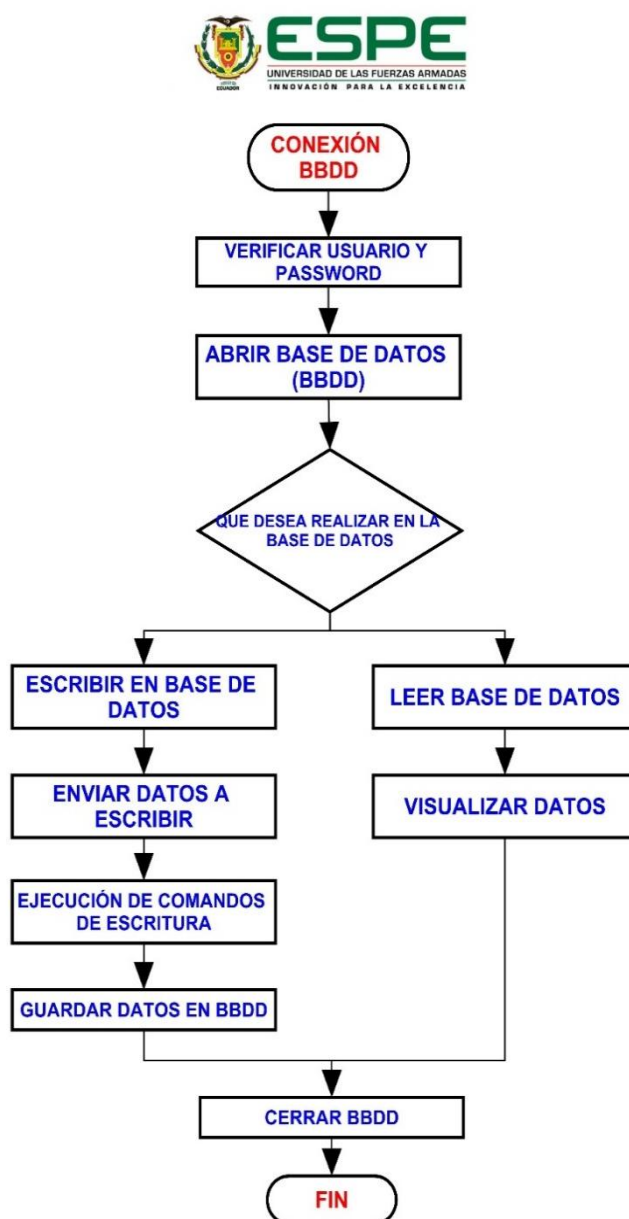 ESPE
UNIVERSIDAD DE LAS FUERZAS ARMADAS
INNOVACIÓN PARA LA EXCELENCIA
ECUADOR
CONEXIÓN
BBDD
VERIFICAR USUARIO Y
PASSWORD
ABRIR BASE DE DATOS
(BBDD)
QUE DESEA REALIZAR EN LA
BASE DE DATOS
ESCRIBIR EN BASE DE
DATOS
LEER BASE DE DATOS
ENVIAR DATOS A
ESCRIBIR
VISUALIZAR DATOS
EJECUCIÓN DE COMANDOS
DE ESCRITURA
GUARDAR DATOS EN BBDD
CERRAR BBDD
FIN